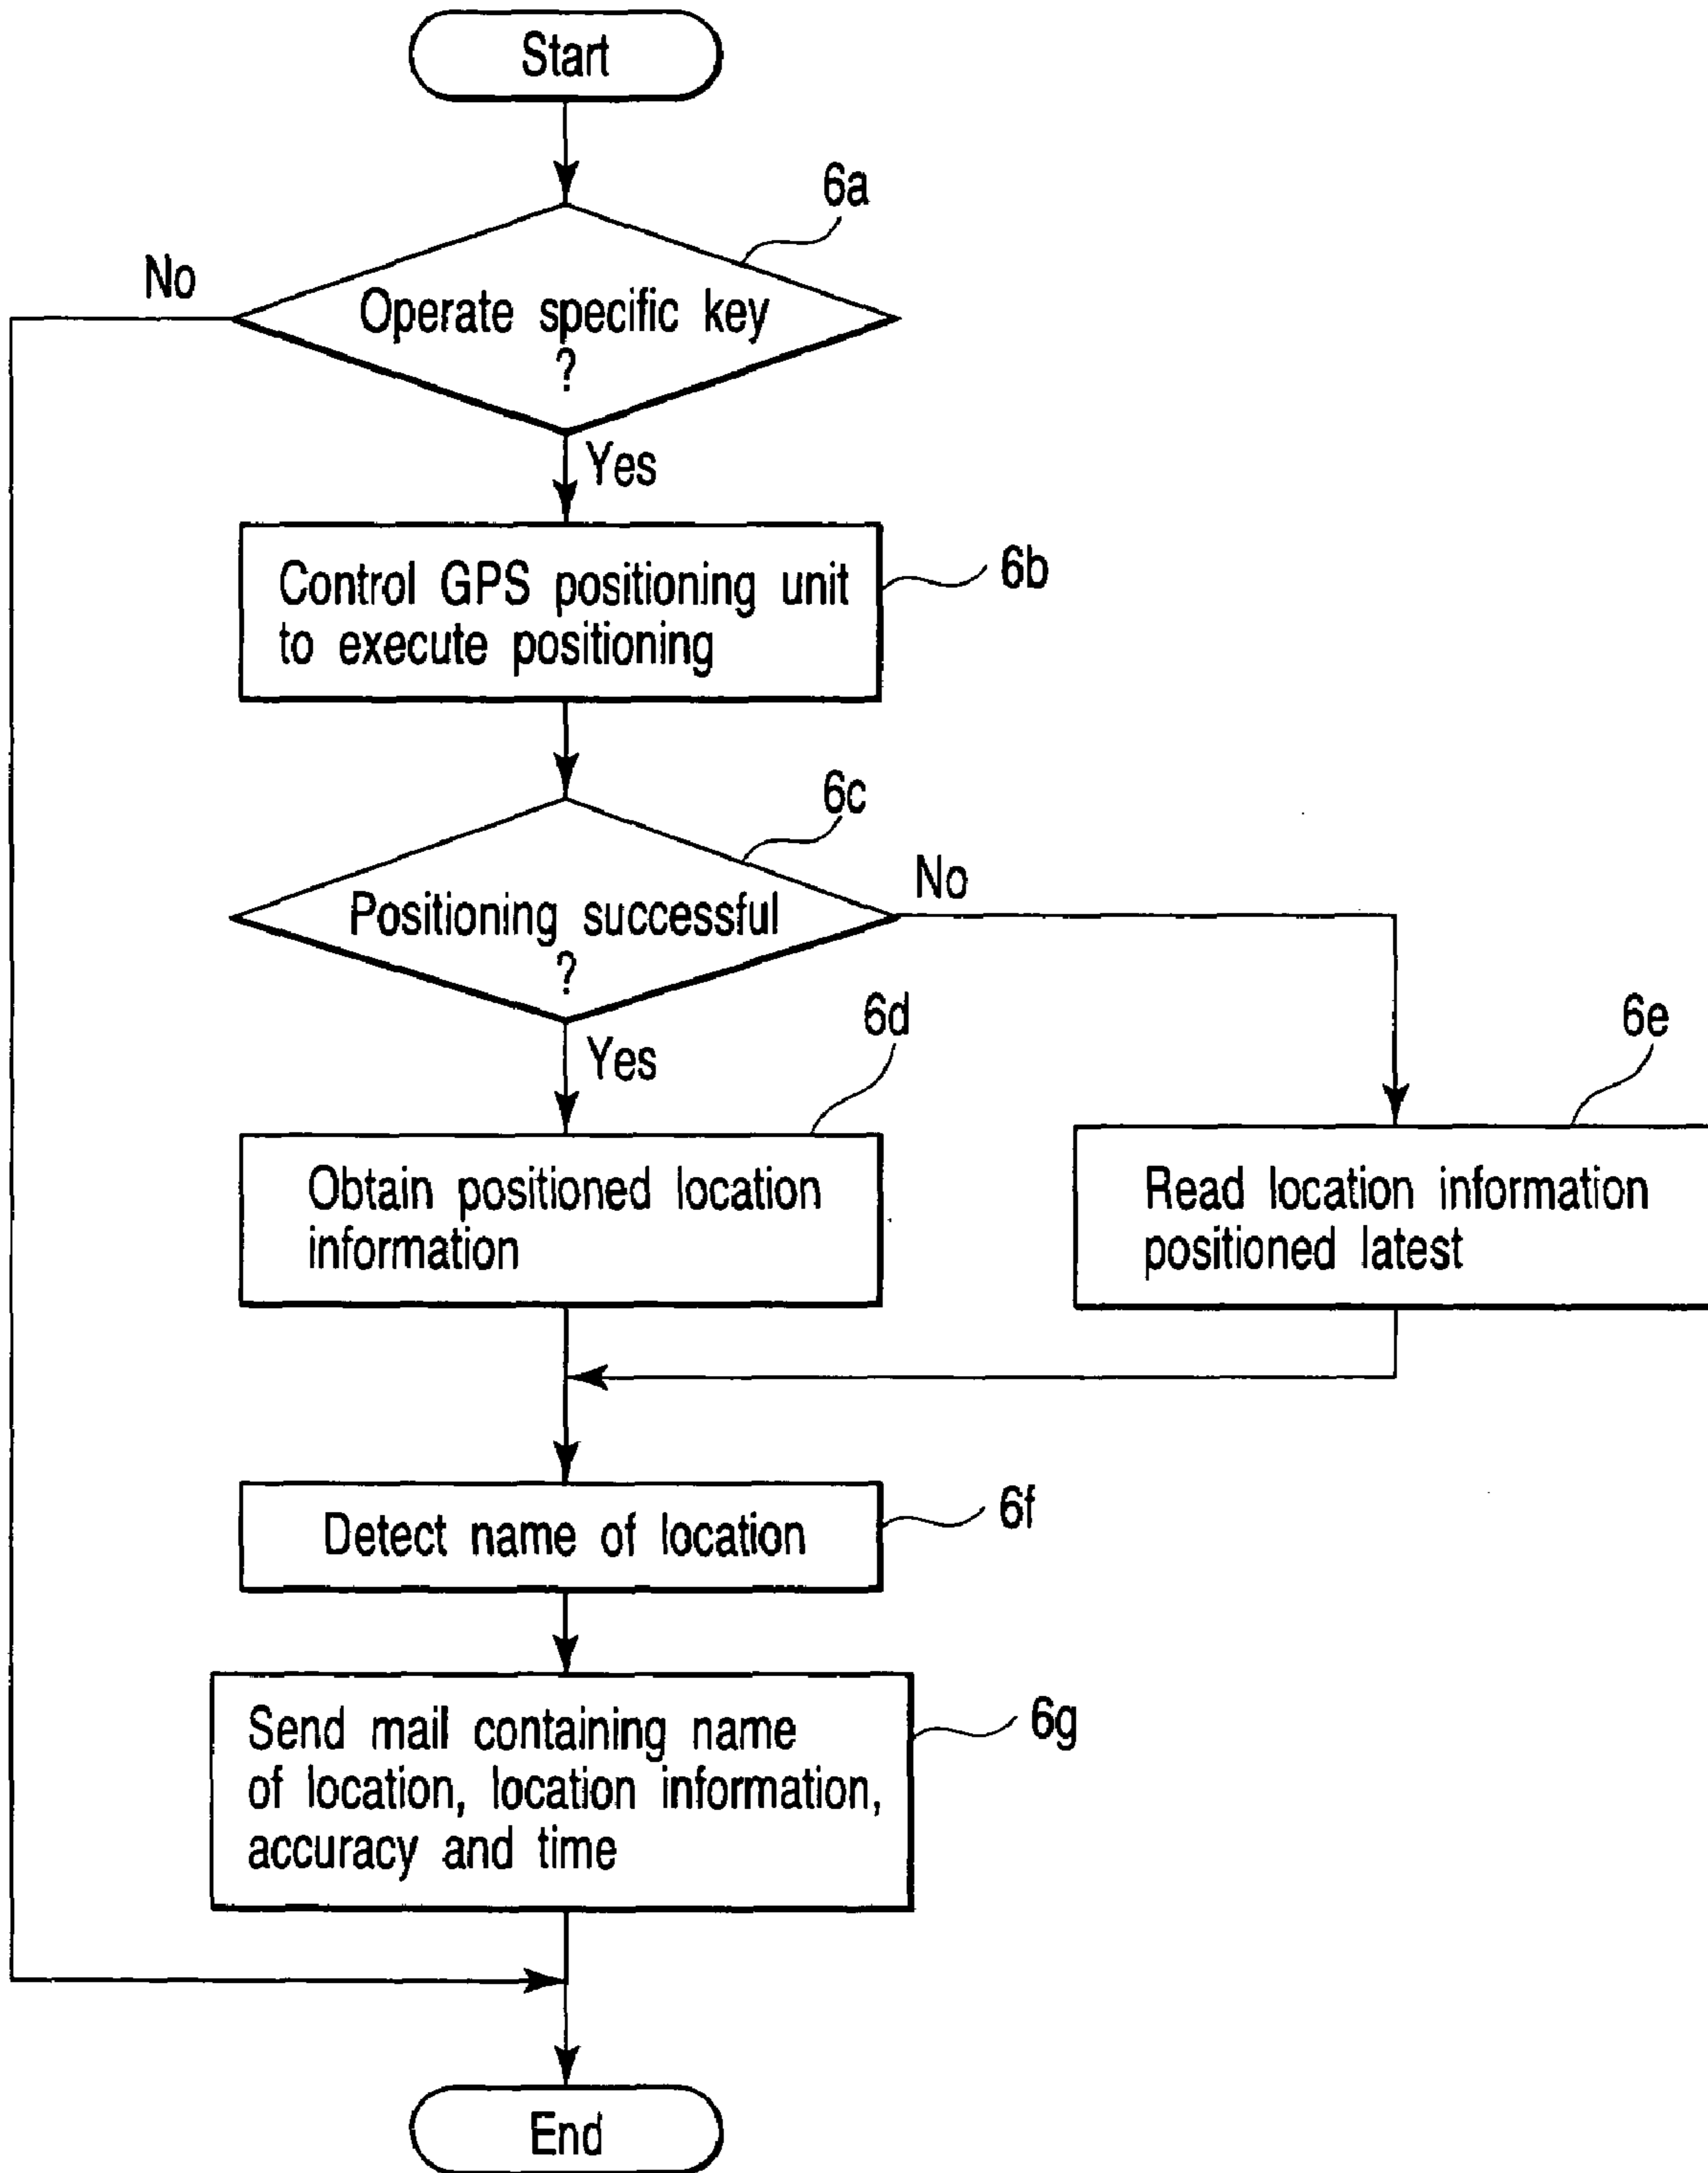 Start
6a
No
Operate specific key
?
Yes
Control GPS positioning unit
to execute positioning
6b
6c
No
Positioning successful
?
Yes
6d
6e
Obtain positioned location
information
Read location information
positioned latest
Detect name of location
6f
Send mail containing name
of location, location information,
accuracy and time
6g
End